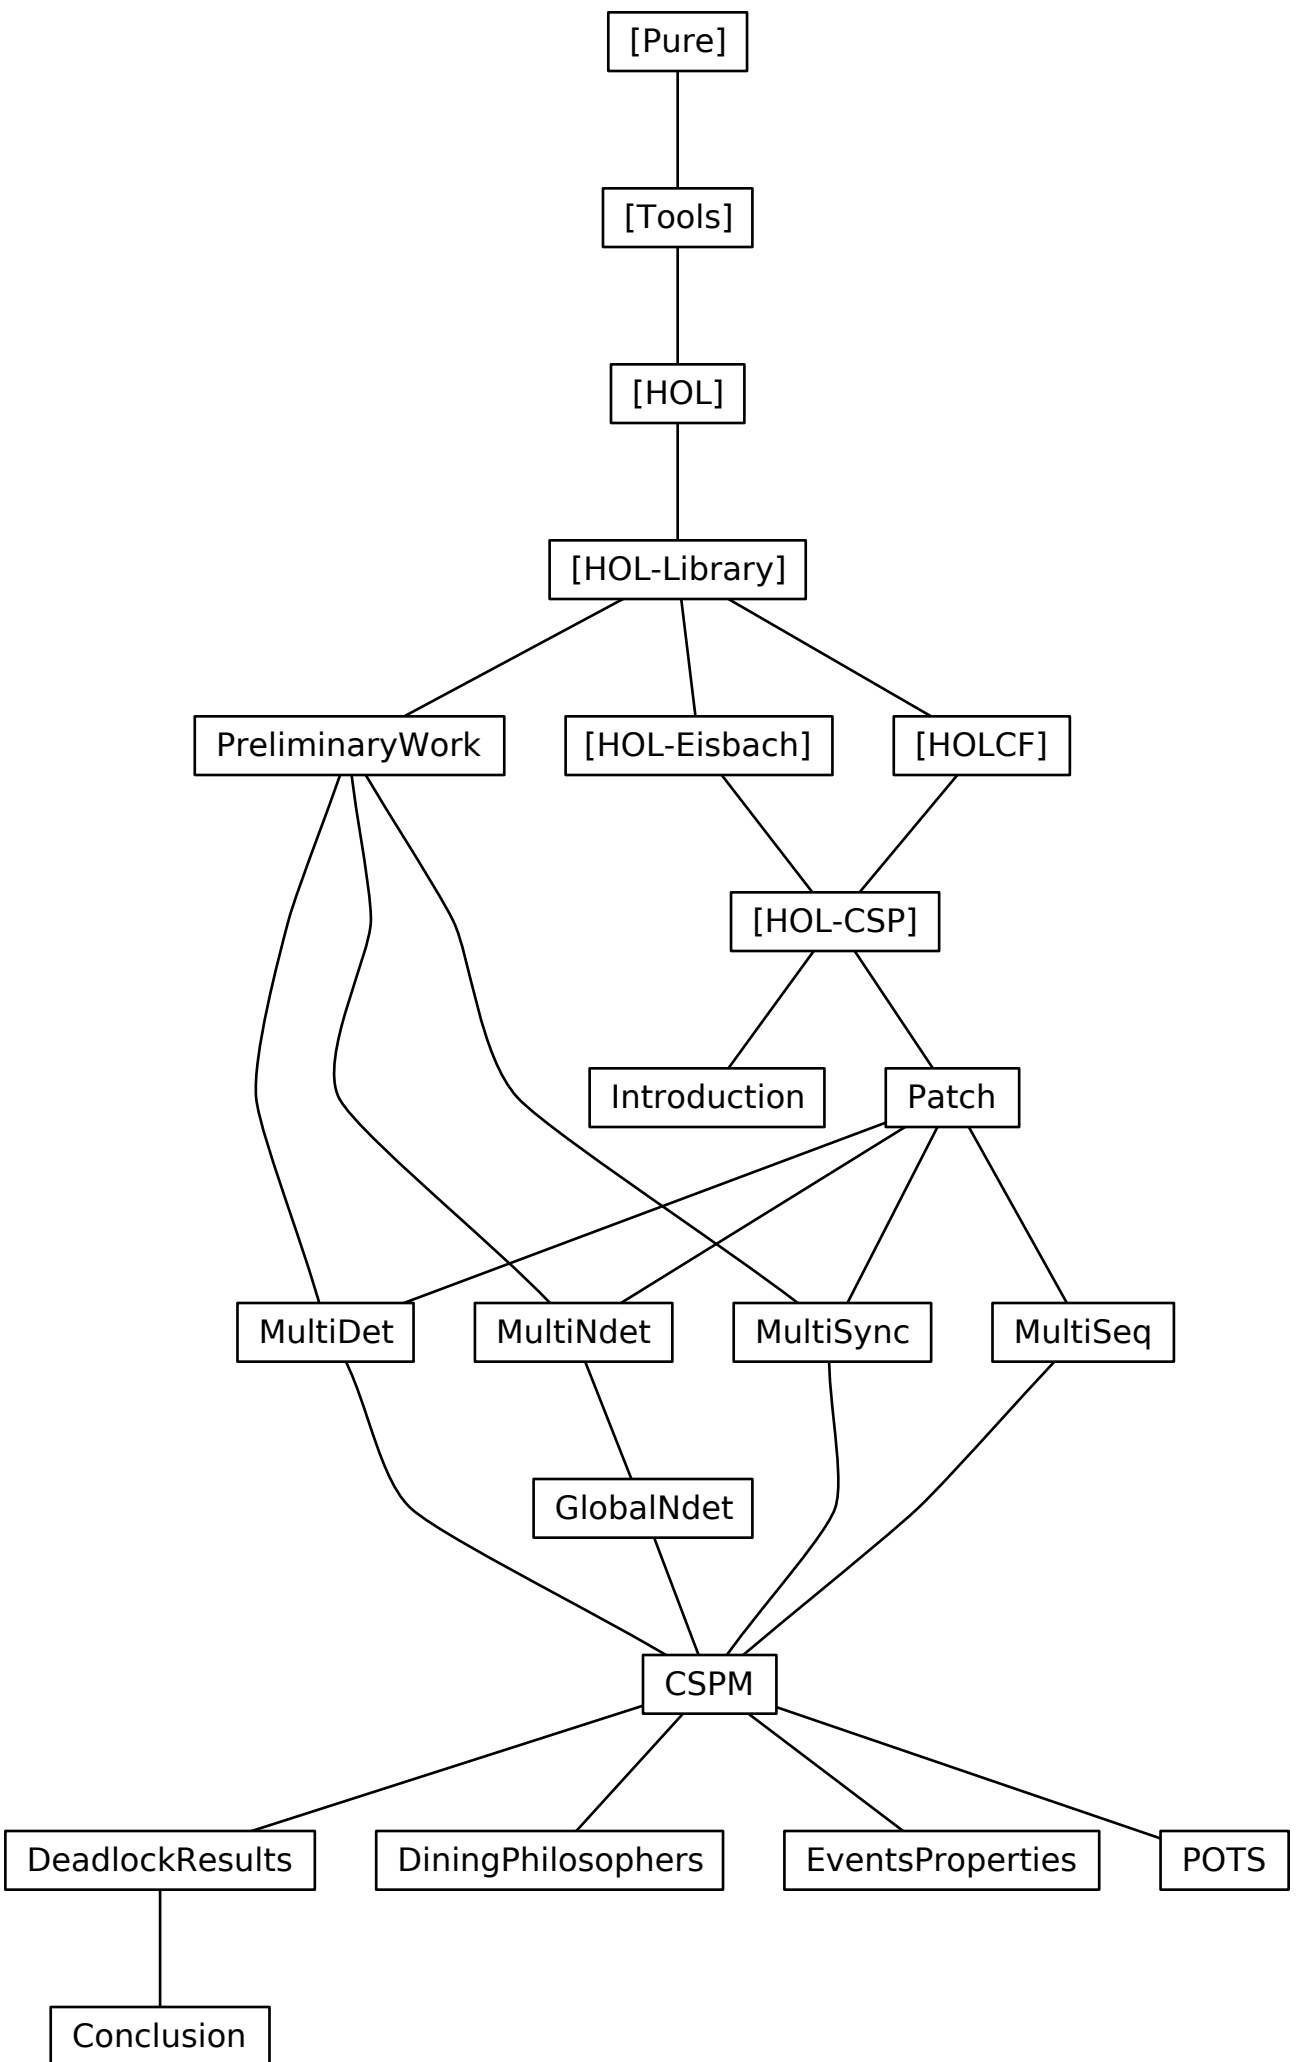 [Pure]
[Tools]
[HOL]
[HOL-Library]
PreliminaryWork
[HOL-Eisbach]
[HOLCF]
[HOL-CSP]
Introduction
Patch
MultiDet
MultiNdet
MultiSync
MultiSeq
GlobalNdet
CSPM
DeadlockResults
DiningPhilosophers
EventsProperties
POTS
Conclusion